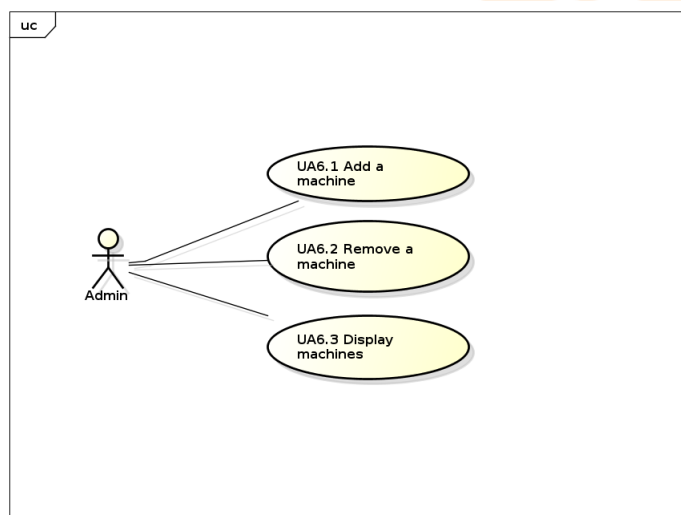 uc
UA6.1 Add a
machine
UA6.2 Remove a
machine
Admin
UA6.3 Display
machines